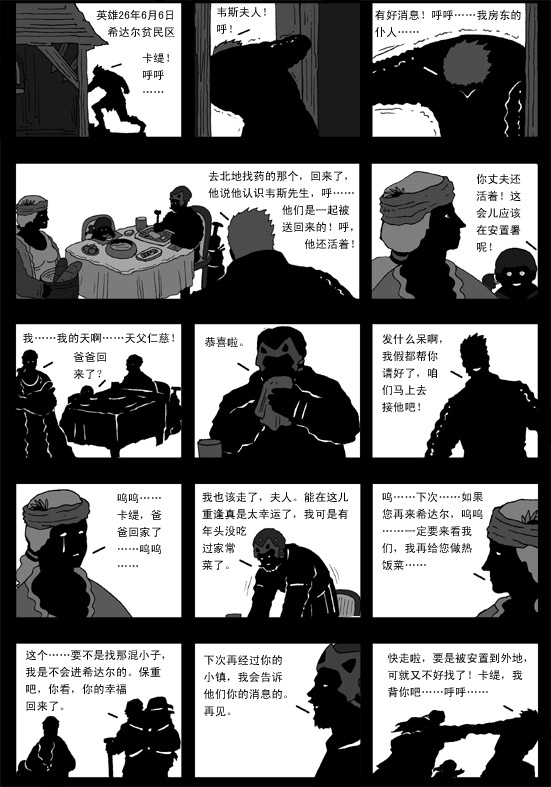 英雄26年6月6日
希达尔贫民区
卡缇！
呼呼
……
韦斯夫人！
呼！
有好消息！呼呼……我房东的
仆人……
去北地找药的那个，回来了，
他说他认识韦斯先生，呼……
他们是一起被
送回来的！呼，
他还活着！
你丈夫还
活着！这
会儿应该
在安置署
呢！
我……我的天啊……天父仁慈！
爸爸回
来了？
恭喜啦。
发什么呆啊，
我假都帮你
请好了，咱
们马上去
接他吧！
呜呜……
卡缇，爸
爸回家了
……呜呜
……
我也该走了，夫人。能在这儿
重逢真是太幸运了，我可是有
年头没吃
过家常
菜了。
呜……下次……如果
您再来希达尔，呜呜
……一定要来看我
们，我再给您做热
饭菜……
这个……要不是找那混小子，
我是不会进希达尔的。保重
吧，你看，你的幸福
回来了。
下次再经过你的
小镇，我会告诉
他们你的消息的。
再见。
快走啦，要是被安置到外地，
可就又不好找了！卡缇，我
背你吧……呼呼……